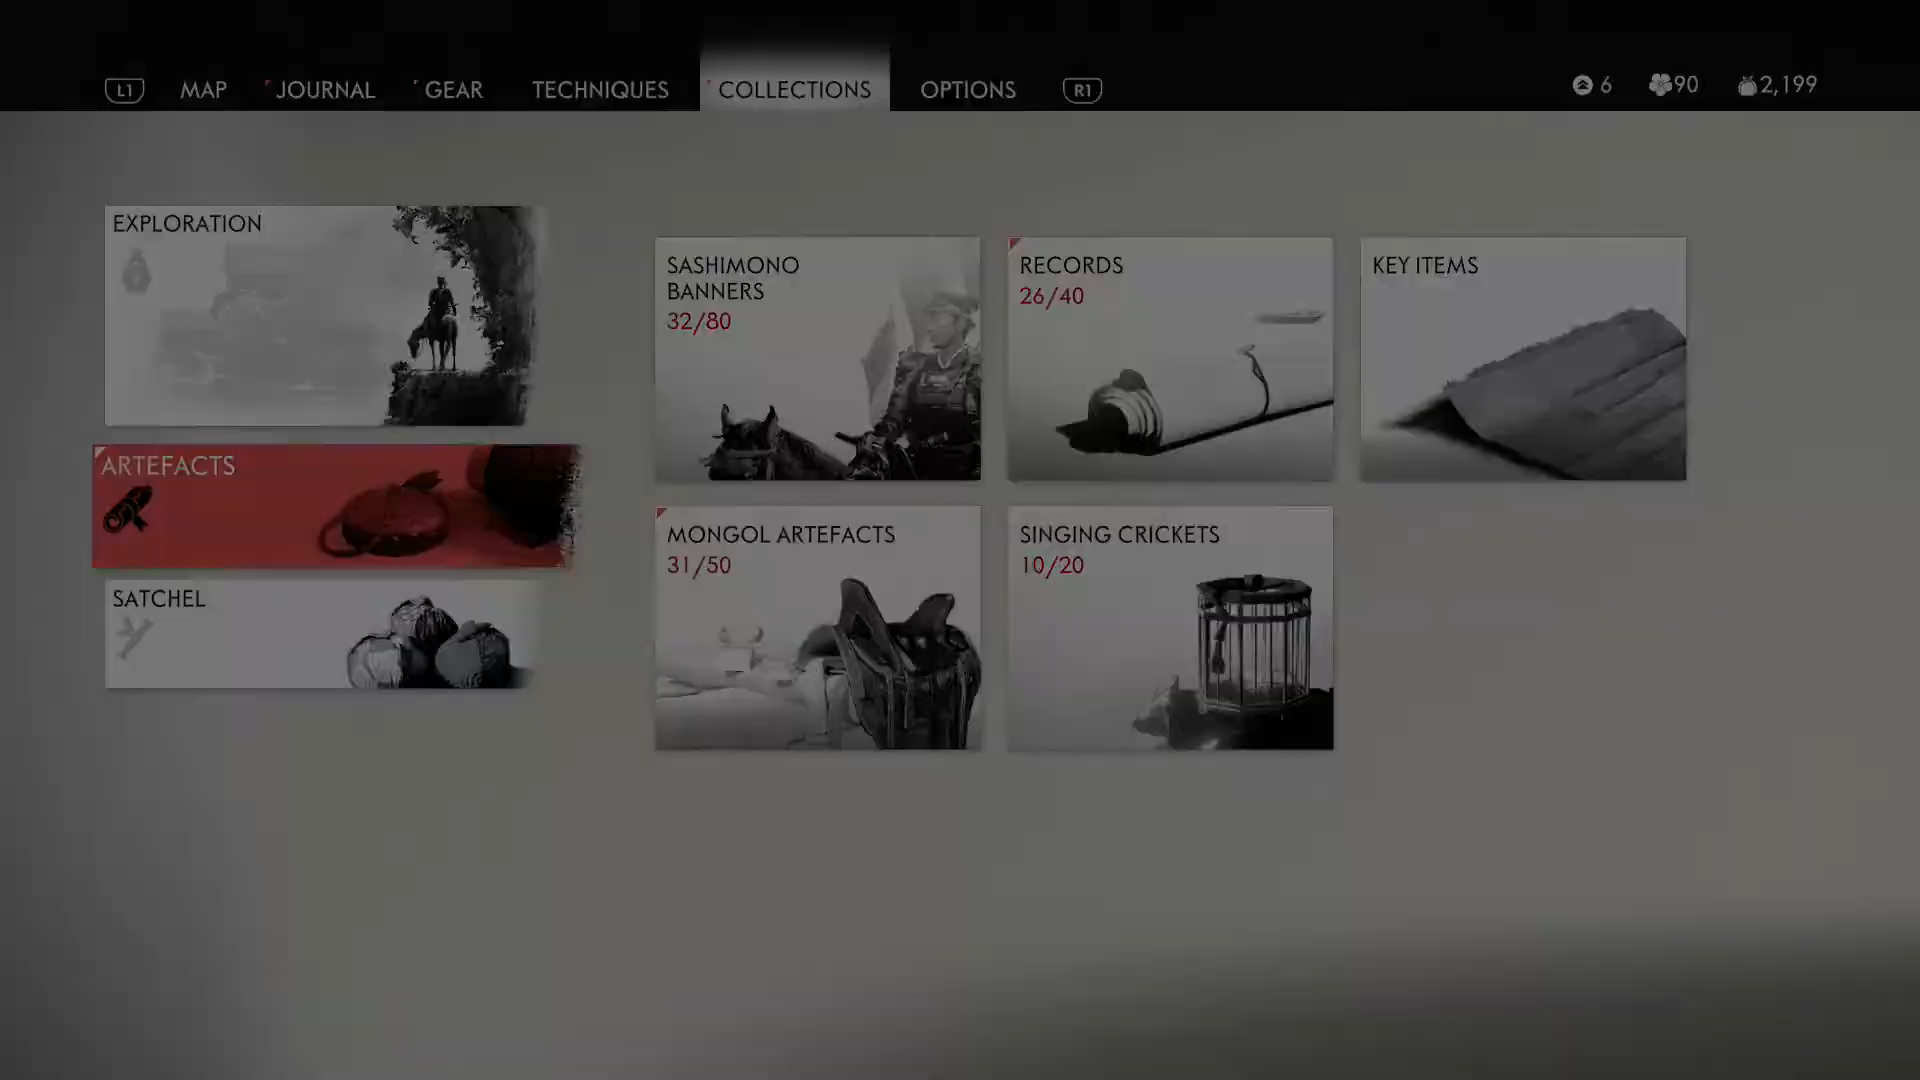 L1 MAP JOURNAL GEAR TECHNIQUES COLLECTIONS OPTIONS R1 6 90 2,199
EXPLORATION
ARTEFACTS
SATCHEL
SASHIMONO
BANNERS
32/80
RECORDS
26/40
KEY ITEMS
MONGOL ARTEFACTS
31/50
SINGING CRICKETS
10/20